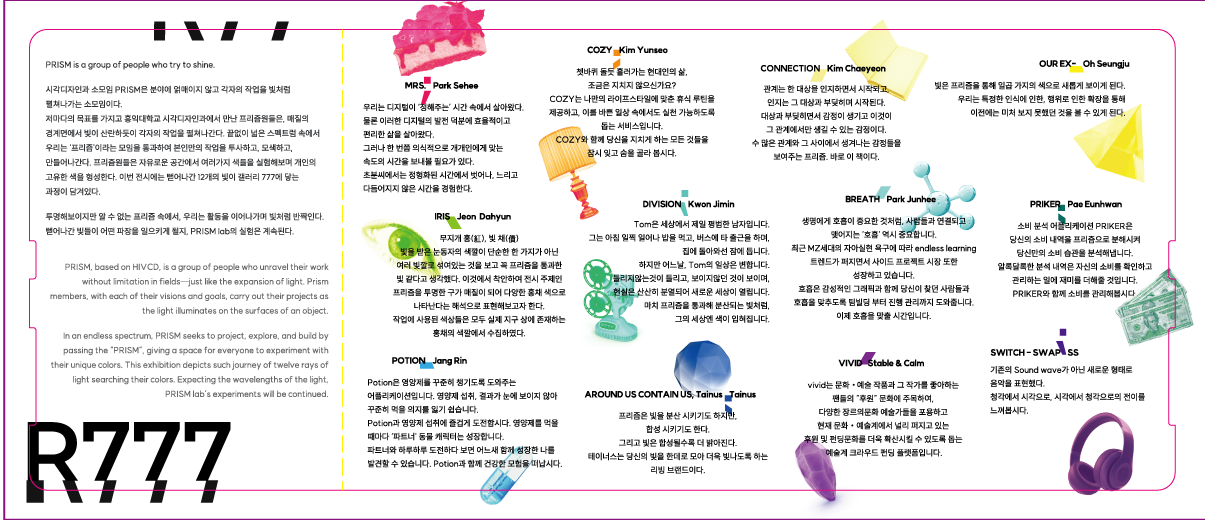 R777
PRISM is a group of people who try to shine.
시각디자인과 소모임 PRISM은 분야에 얽매이지 않고 각자의 작업을 빛처럼
펼쳐나가는 소모임이다.
저마다의 목표를 가지고 홍익대학교 시각디자인과에서 만난 프리즘원들은, 매질의
경계면에서 빛이 산란하듯이 각자의 작업을 펼쳐나간다. 끝없이 넓은 스펙트럼 속에서
우리는 '프리즘'이라는 모임을 통과하여 본인만의 작업을 투사하고, 모색하고,
만들어나간다. 프리즘원들은 자유로운 공간에서 여러가지 색들을 실험해보며 개인의
고유한 색을 형성한다. 이번 전시에는 뻗어나간 12개의 빛이 갤러리 777에 닿는
과정이 담겨있다.
투명해보이지만 알 수 없는 프리즘 속에서, 우리는 활동을 이어나가며 빛처럼 반짝인다.
뻗어나간 빛들이 어떤 파장을 일으키게 될지, PRISM lab의 실험은 계속된다.
PRISM, based on HIVCD, is a group of people who unravel their work
without limitation in fields—just like the expansion of light. Prism
members, with each of their visions and goals, carry out their projects as
the light illuminates on the surfaces of an object.
In an endless spectrum, PRISM seeks to project, explore, and build by
passing the "PRISM", giving a space for everyone to experiment with
their unique colors. This exhibition depicts such journey of twelve rays of
light searching their colors. Expecting the wavelengths of the light,
PRISM lab's experiments will be continued.
R777
MRS. Park Sehee
우리는 디지털이 '정해주는' 시간 속에서 살아왔다.
물론 이러한 디지털의 발전 덕분에 효율적이고
편리한 삶을 살아왔다.
그러나 한 번쯤 의식적으로 개개인에게 맞는
속도의 시간을 보내볼 필요가 있다.
초분씨에서는 정형화된 시간에서 벗어나, 느리고
다듬어지지 않은 시간을 경험한다.
IRIS Jeon Dahyun
무지개 홍(虹), 빛 채(債)
빛을 받은 눈동자의 색깔이 단순한 한 가지가 아닌
여러 빛깔로 섞여있는 것을 보고 꼭 프리즘을 통과한
빛 같다고 생각했다. 이것에서 착안하여 전시 주제인
프리즘을 투명한 구가 매질이 되어 다양한 홍채 색으로
나타난다는 해석으로 표현해보고자 한다.
작업에 사용된 색상들은 모두 실제 지구 상에 존재하는
홍채의 색깔에서 수집하였다.
POTION Jang Rin
Potion은 영양제를 꾸준히 챙기도록 도와주는
어플리케이션입니다. 영양제 섭취, 결과가 눈에 보이지 않아
꾸준히 먹을 의지를 잃기 쉽습니다.
Potion과 영양제 섭취에 즐겁게 도전합시다. 영양제를 먹을
때마다 '파트너' 동물 캐릭터는 성장합니다.
파트너와 하루하루 도전하다 보면 어느새 함께 성장한 나를
발견할 수 있습니다. Potion과 함께 건강한 모험을 떠납시다.
COZY Kim Yunseo
쳇바퀴 돌듯 흘러가는 현대인의 삶,
조금은 지치지 않으신가요?
COZY는 나만의 라이프스타일에 맞춘 휴식 루틴을
제공하고, 이를 바쁜 일상 속에서도 실천 가능하도록
돕는 서비스입니다.
COZY와 함께 당신을 지치게 하는 모든 것들을
잠시 잊고 숨을 골라 봅시다.
DIVISION Kwon Jimin
Tom은 세상에서 제일 평범한 남자입니다.
그는 아침 일찍 일어나 밥을 먹고, 버스에 타 출근을 하며,
집에 돌아와선 잠에 듭니다.
하지만 어느날, Tom의 일상은 변합니다.
들리지않는것이 들리고, 보이지않던 것이 보이며,
현실은 산산히 분열되어 새로운 세상이 열립니다.
마치 프리즘을 통과해 분산되는 빛처럼,
그의 세상엔 색이 입혀집니다.
AROUND US CONTAIN US, Tainus Tainus
프리즘은 빛을 분산 시키기도 하지만,
합성 시키기도 한다.
그리고 빛은 합성될수록 더 밝아진다.
테이너스는 당신의 빛을 한데로 모아 더욱 빛나도록 하는
리빙 브랜드이다.
CONNECTION Kim Chaeyeon
관계는 한 대상을 인지하면서 시작되고,
인지는 그 대상과 부딪히며 시작된다.
대상과 부딪히면서 감정이 생기고 이것이
그 관계에서만 생길 수 있는 감정이다.
수 많은 관계와 그 사이에서 생겨나는 감정들을
보여주는 프리즘. 바로 이 책이다.
BREATH Park Junhee
생명에게 호흡이 중요한 것처럼, 사람들과 연결되고
맺어지는 '호흡' 역시 중요합니다.
최근 MZ세대의 자아실현 욕구에 따라 endless learning
트렌드가 퍼지면서 사이드 프로젝트 시장 또한
성장하고 있습니다.
호흡은 감성적인 그래픽과 함께 당신이 찾던 사람들과
호흡을 맞추도록 팀빌딩 부터 진행 관리까지 도와줍니다.
이제 호흡을 맞출 시간입니다.
VIVID Stable & Calm
vivid는 문화・예술 작품과 그 작가를 좋아하는
팬들의 "후원" 문화에 주목하여,
다양한 장르의문화 예술가들을 포용하고
현재 문화・예술계에서 널리 퍼지고 있는
후원 및 펀딩문화를 더욱 확산시킬 수 있도록 돕는
예술계 크라우드 펀딩 플랫폼입니다.
OUR EX- Oh Seungju
빛은 프리즘을 통해 일곱 가지의 색으로 새롭게 보이게 된다.
우리는 특정한 인식에 인한, 행위로 인한 확장을 통해
이전에는 미처 보지 못했던 것을 볼 수 있게 된다.
PRIKER Pae Eunhwan
소비 분석 어플리케이션 PRIKER은
당신의 소비 내역을 프리즘으로 분해시켜
당신만의 소비 습관을 분석해냅니다.
알록달록한 분석 내역은 자신의 소비를 확인하고
관리하는 일에 재미를 더해줄 것입니다.
PRIKER와 함께 소비를 관리해봅시다
SWITCH - SWAP SS
기존의 Sound wave가 아닌 새로운 형태로
음악을 표현했다.
청각에서 시각으로, 시각에서 청각으로의 전이를
느껴봅시다.